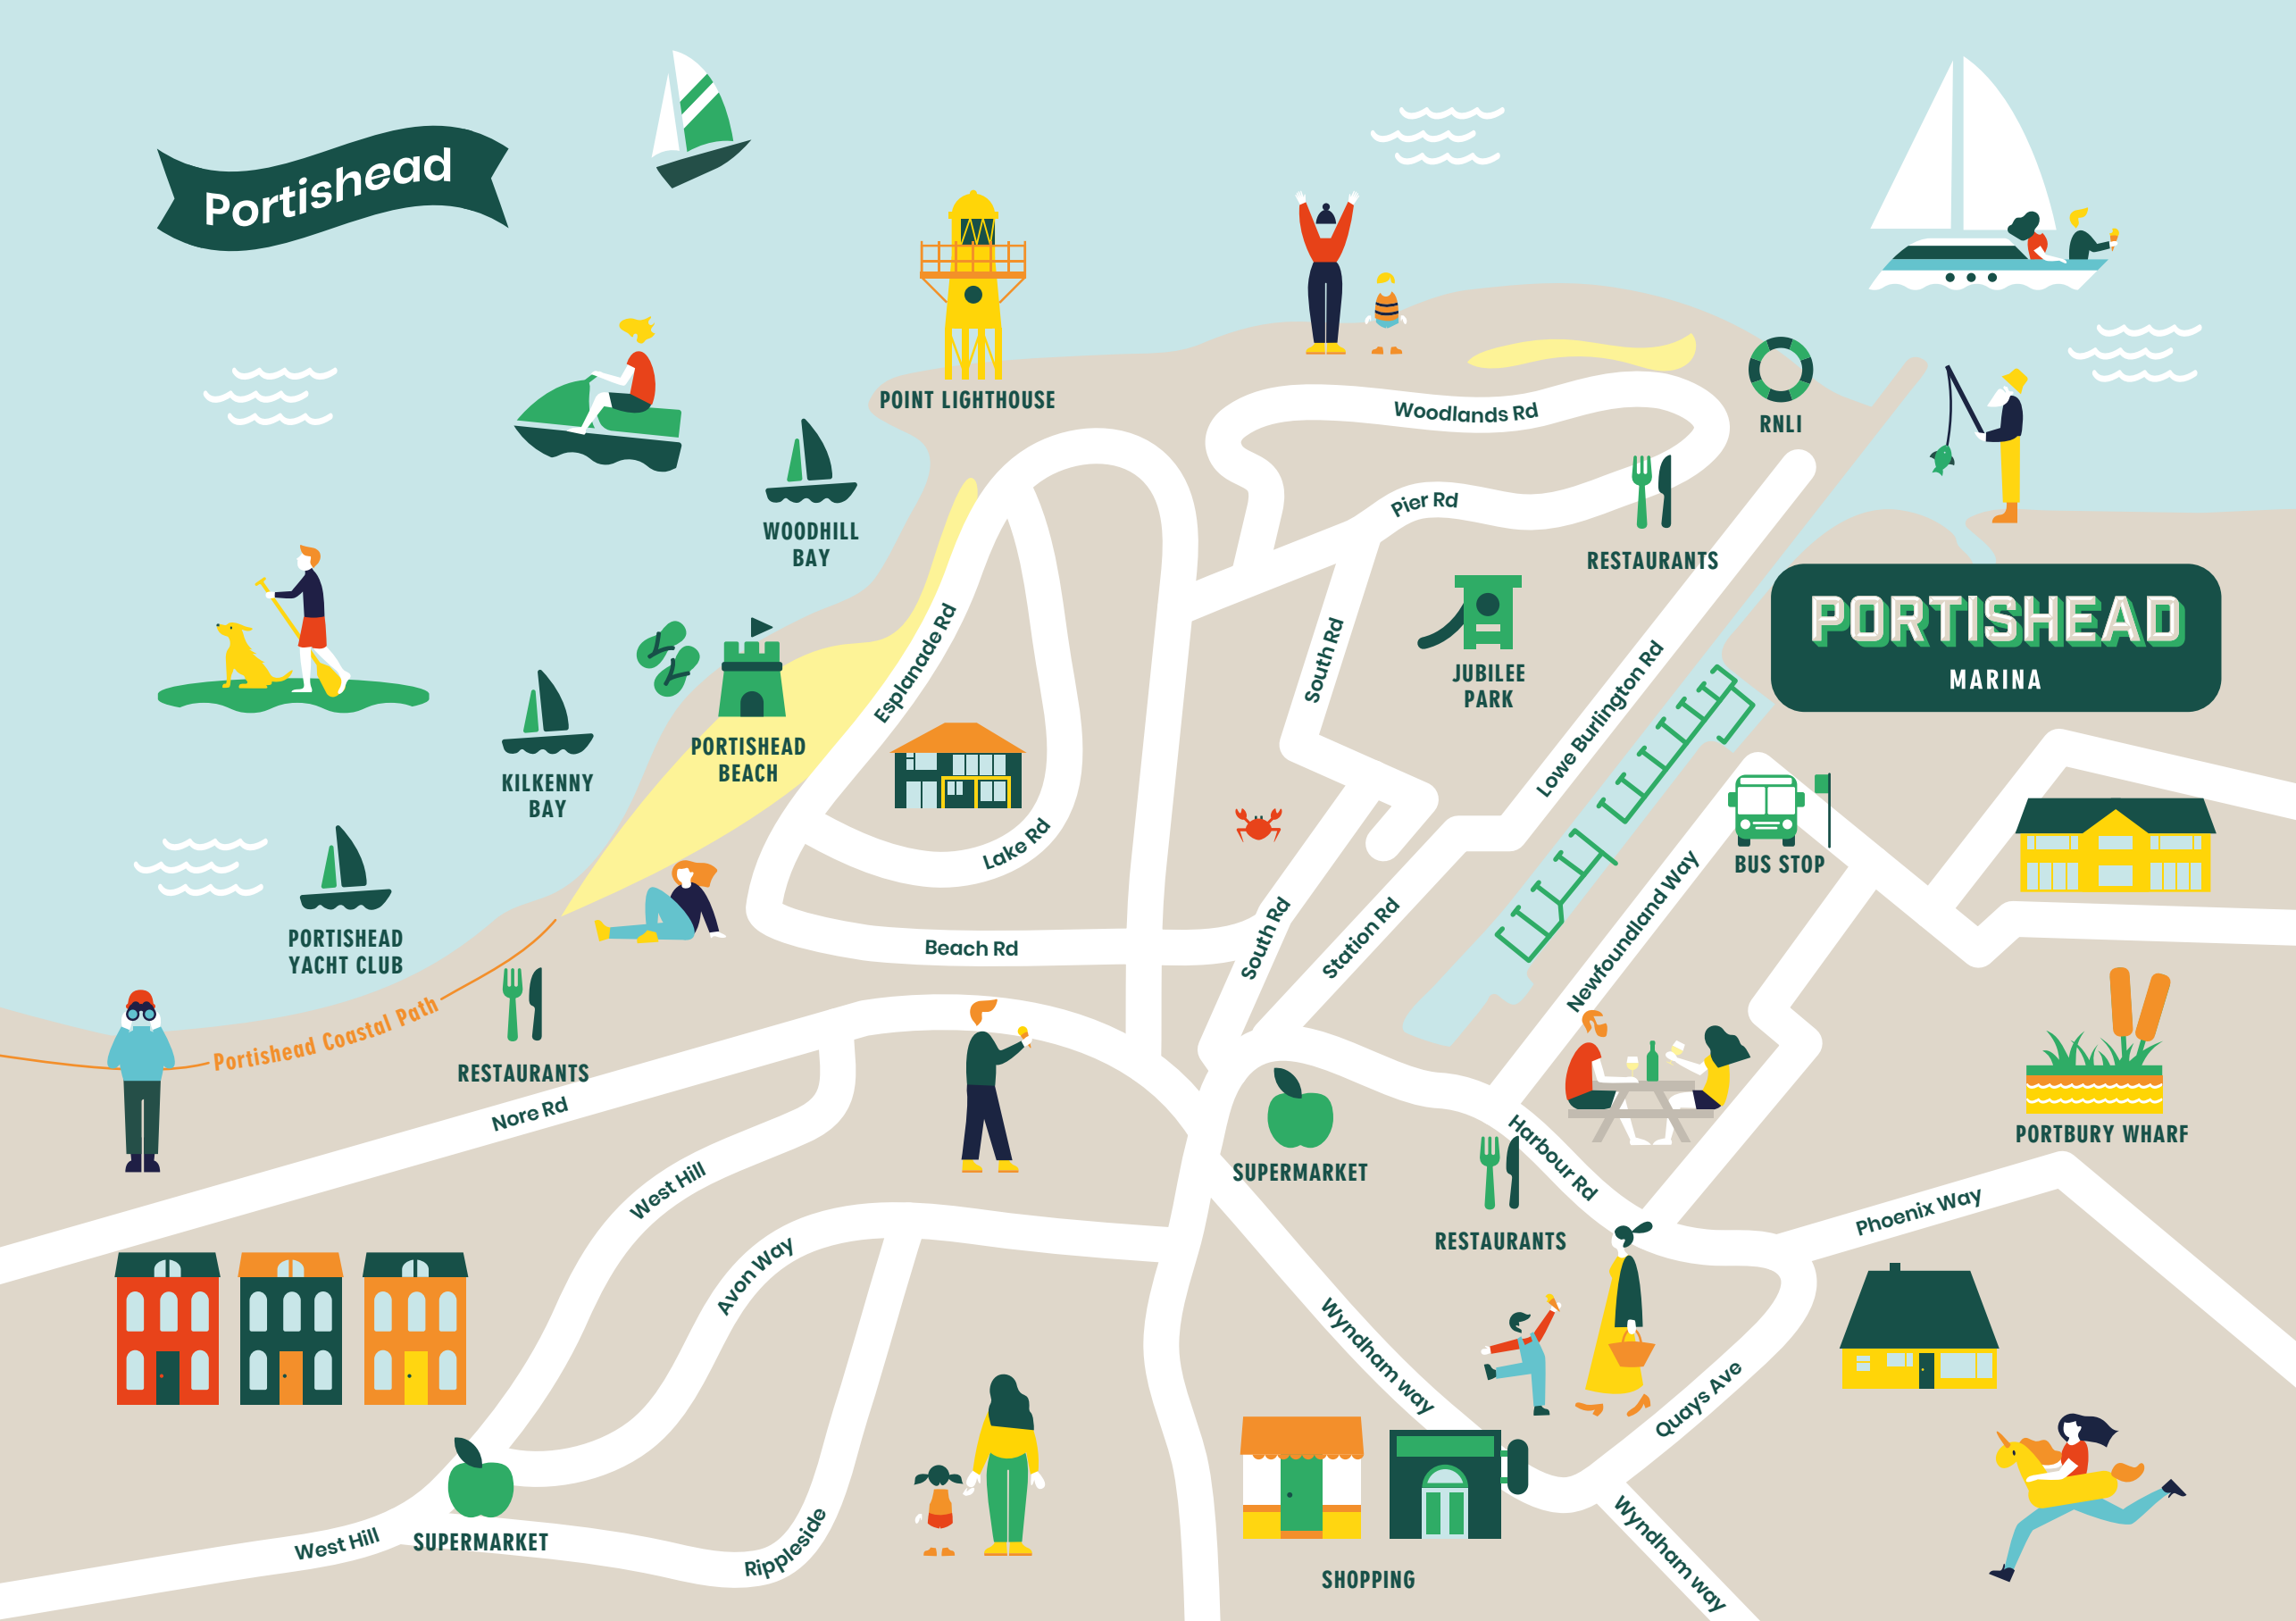 Portishead
POINT LIGHTHOUSE
Woodlands Rd
RNLI
Pier Rd
RESTAURANTS
WOODHILL
BAY
PORTISHEAD
MARINA
Esplanade Rd
South Rd
JUBILEE
PARK
Lowe Burlington Rd
PORTISHEAD
BEACH
KILKENNY
BAY
Lake Rd
BUS STOP
Newfoundland Way
PORTISHEAD
YACHT CLUB
Beach Rd
South Rd
Station Rd
Portishead Coastal Path
RESTAURANTS
Nore Rd
Harbour Rd
PORTBURY WHARF
West Hill
SUPERMARKET
RESTAURANTS
Phoenix Way
Avon Way
Wyndham way
Quays Ave
West Hill
SUPERMARKET
Rippleside
SHOPPING
Wyndham way